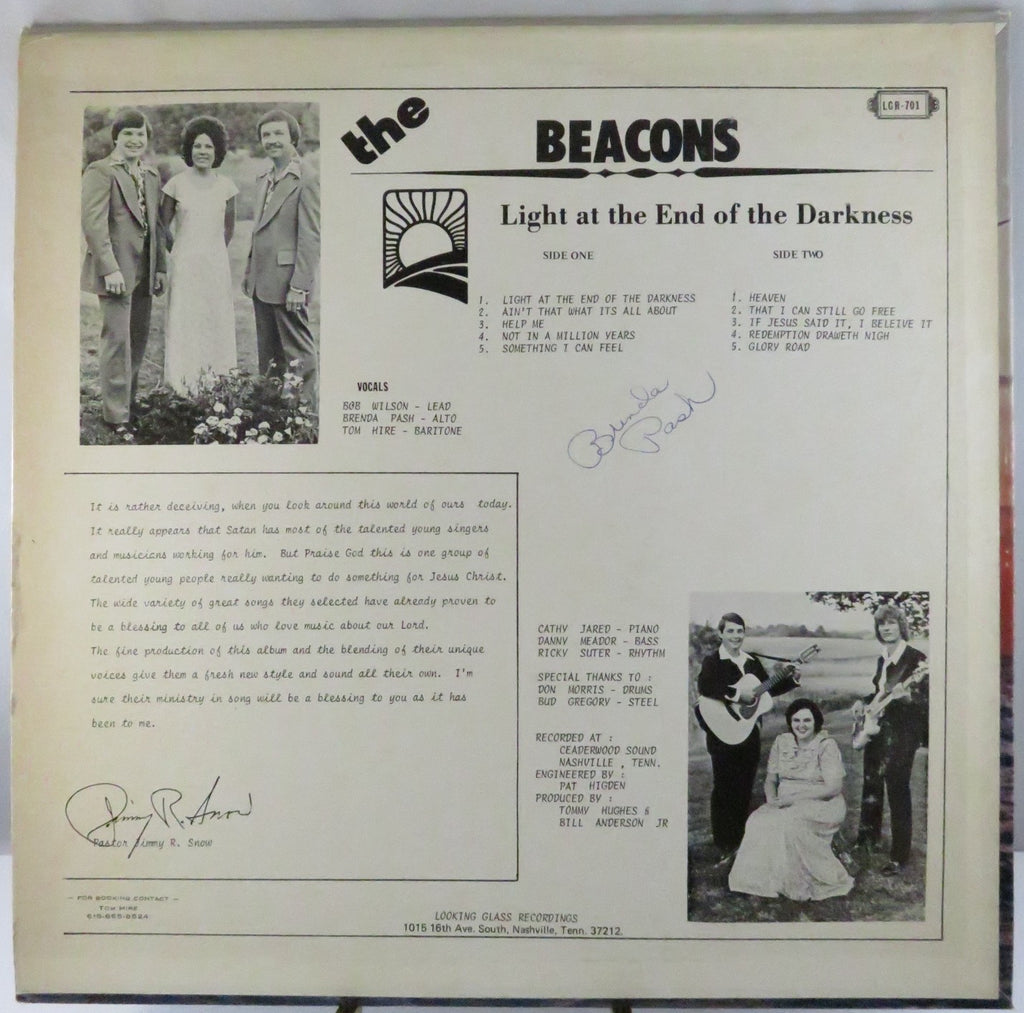 the
BEACONS
LGR-701
Light at the End of the Darkness
SIDE ONE
1. LIGHT AT THE END OF THE DARKNESS
2. AIN'T THAT WHAT ITS ALL ABOUT
3. HELP ME
4. NOT IN A MILLION YEARS
5. SOMETHING I CAN FEEL
SIDE TWO
1. HEAVEN
2. THAT I CAN STILL GO FREE
3. IF JESUS SAID IT, I BELEIVE IT
4. REDEMPTION DRAWETH NIGH
5. GLORY ROAD
VOCALS
BOB WILSON - LEAD
BRENDA PASH - ALTO
TOM HIRE - BARITONE
Brenda
Pash
It is rather deceiving, when you look around this world of ours today.
It really appears that Satan has most of the talented young singers
and musicians working for him. But Praise God this is one group of
talented young people really wanting to do something for Jesus Christ.
The wide variety of great songs they selected have already proven to
be a blessing to all of us who love music about our Lord.
The fine production of this album and the blending of their unique
voices give them a fresh new style and sound all their own. I'm
sure their ministry in song will be a blessing to you as it has
been to me.
Jimmy R. Snow
Pastor Jimmy R. Snow
CATHY JARED - PIANO
DANNY MEADOR - BASS
RICKY SUTER - RHYTHM
SPECIAL THANKS TO :
DON MORRIS - DRUMS
BUD GREGORY - STEEL
RECORDED AT :
CEADERWOOD SOUND
NASHVILLE , TENN.
ENGINEERED BY :
PAT HIGDEN
PRODUCED BY :
TOMMY HUGHES &
BILL ANDERSON JR
— FOR BOOKING CONTACT —
TOM HIRE
615-865-8524
LOOKING GLASS RECORDINGS
1015 16th Ave. South, Nashville, Tenn. 37212.